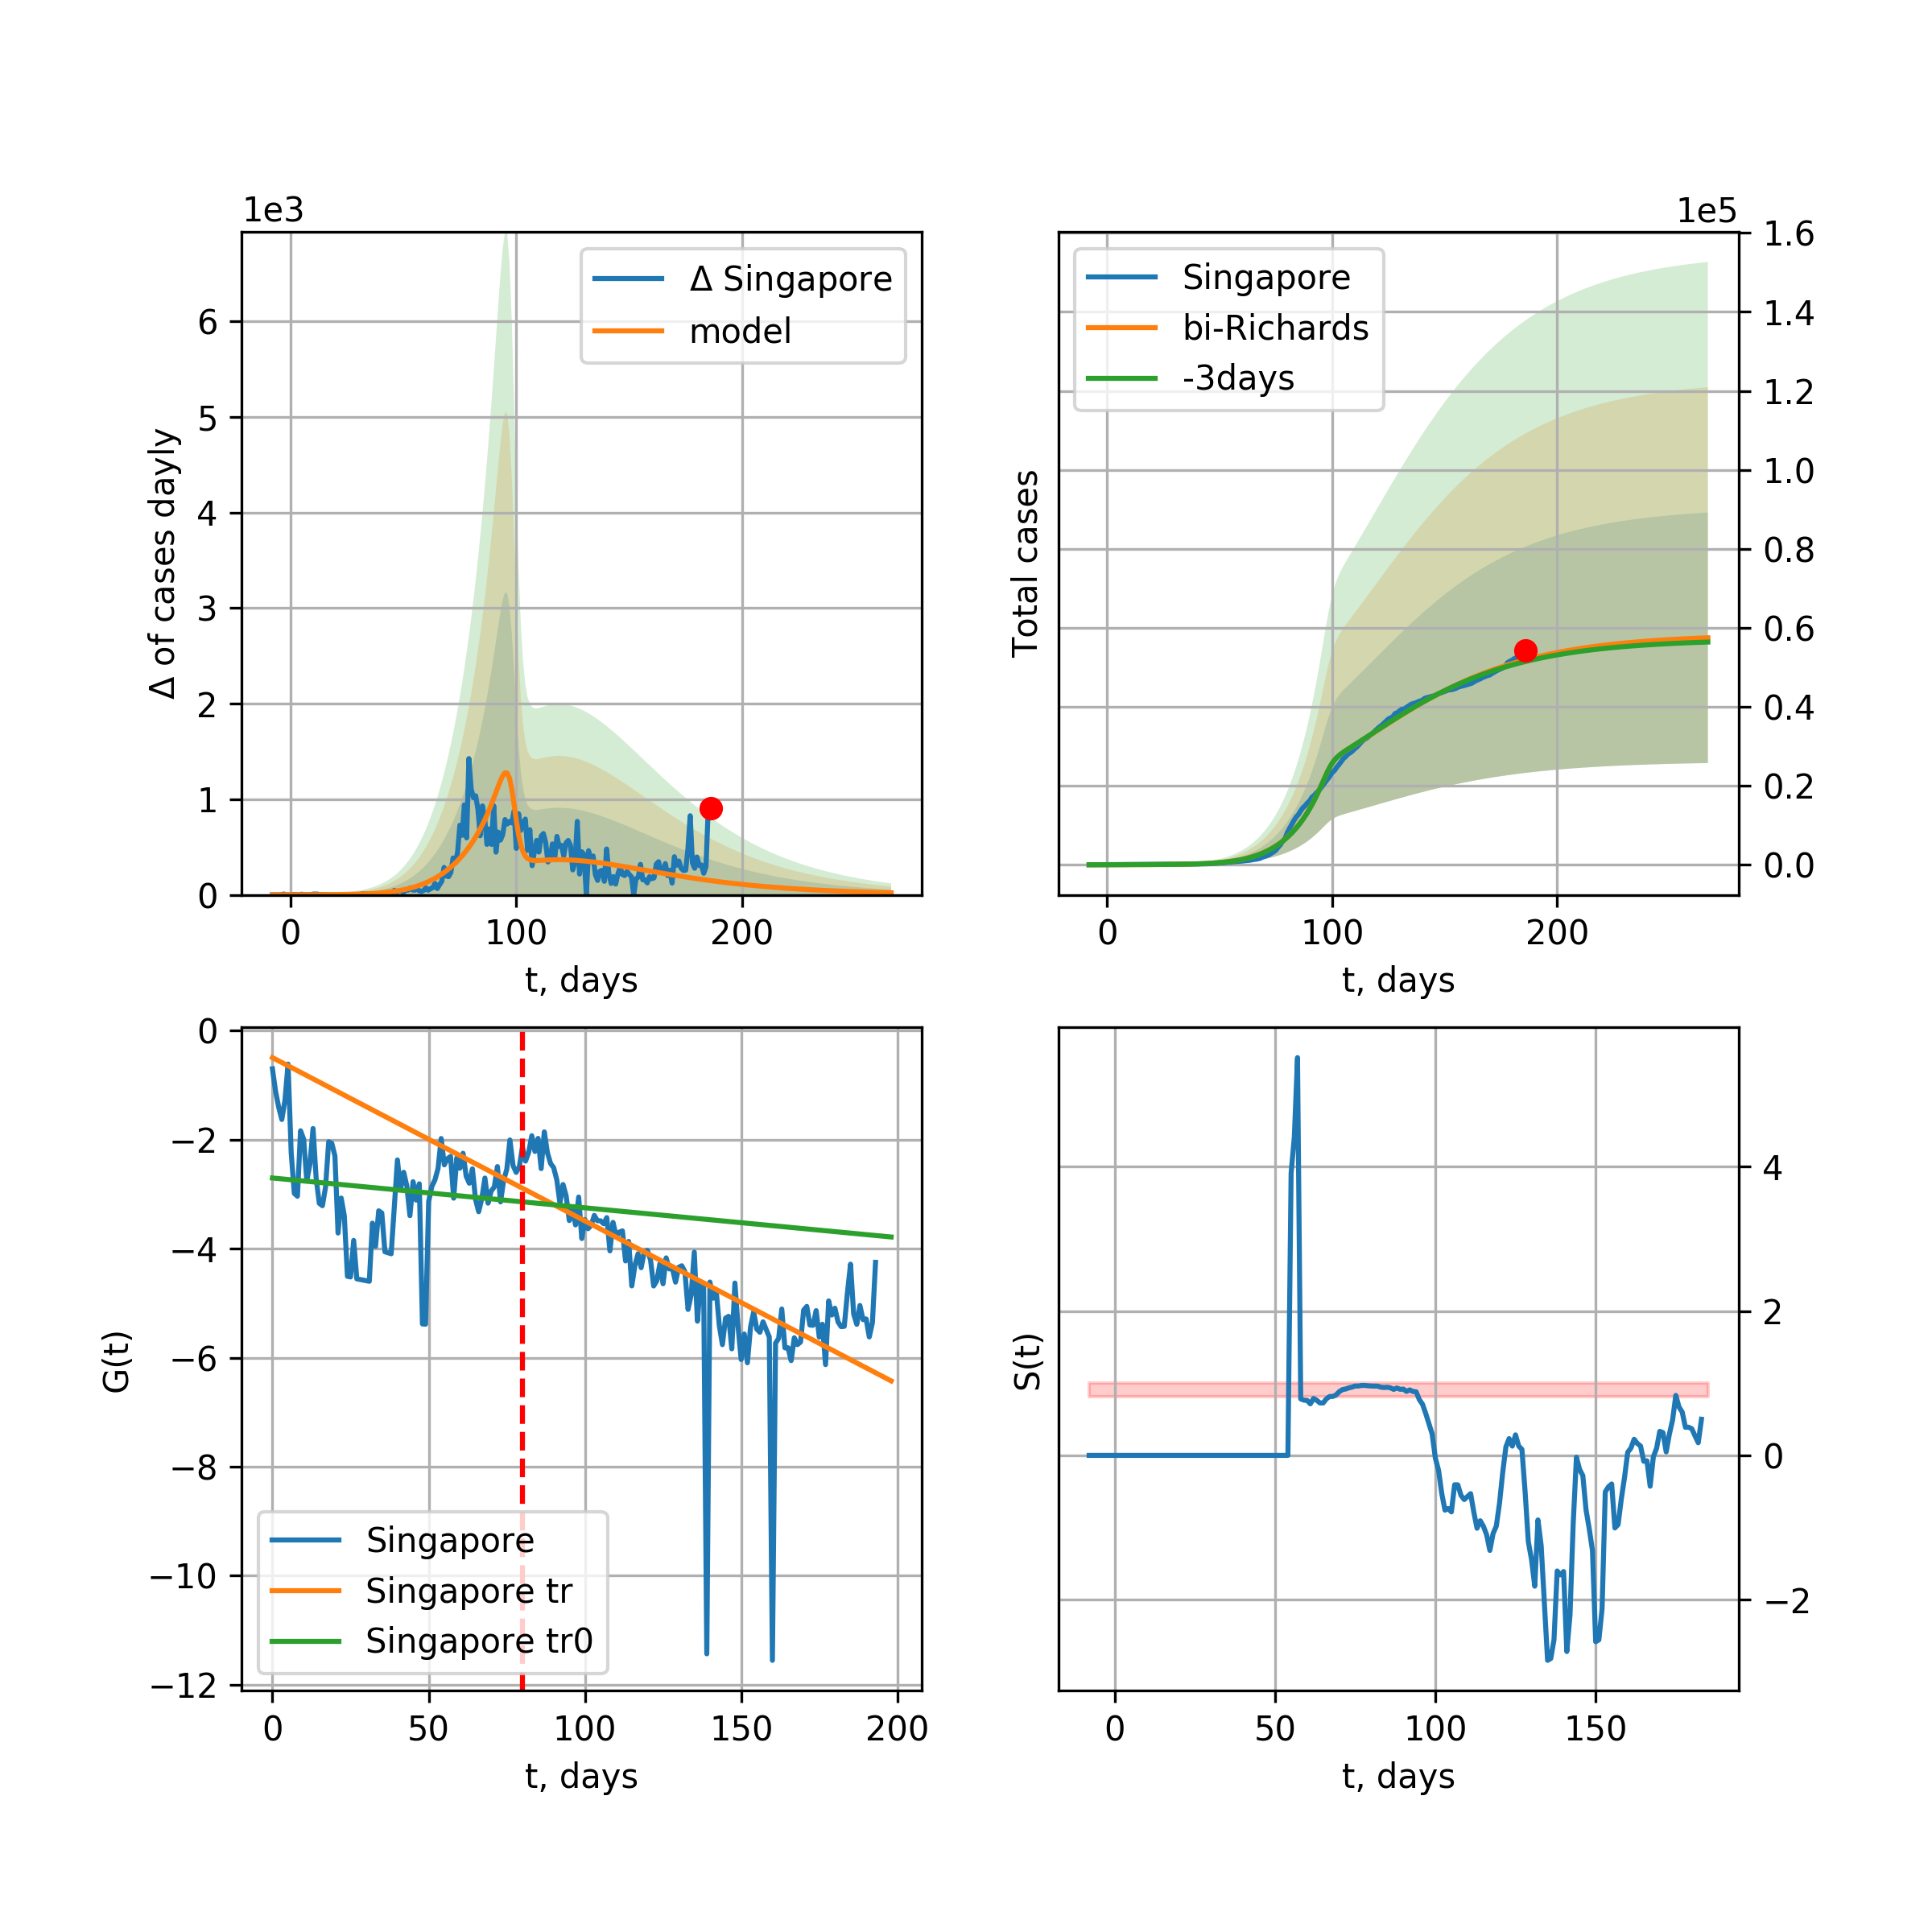 1e3
Δ of cases dayly
6
5
4
3
2
1
0
Δ Singapore
model
0
100
200
t, days
1e5
Total cases
Singapore
bi-Richards
-3days
1.6
1.4
1.2
1.0
0.8
0.6
0.4
0.2
0.0
0
100
200
t, days
G(t)
0
−2
−4
−6
−8
−10
−12
Singapore
Singapore tr
Singapore tr0
0
50
100
150
200
t, days
S(t)
4
2
0
−2
0
50
100
150
t, days